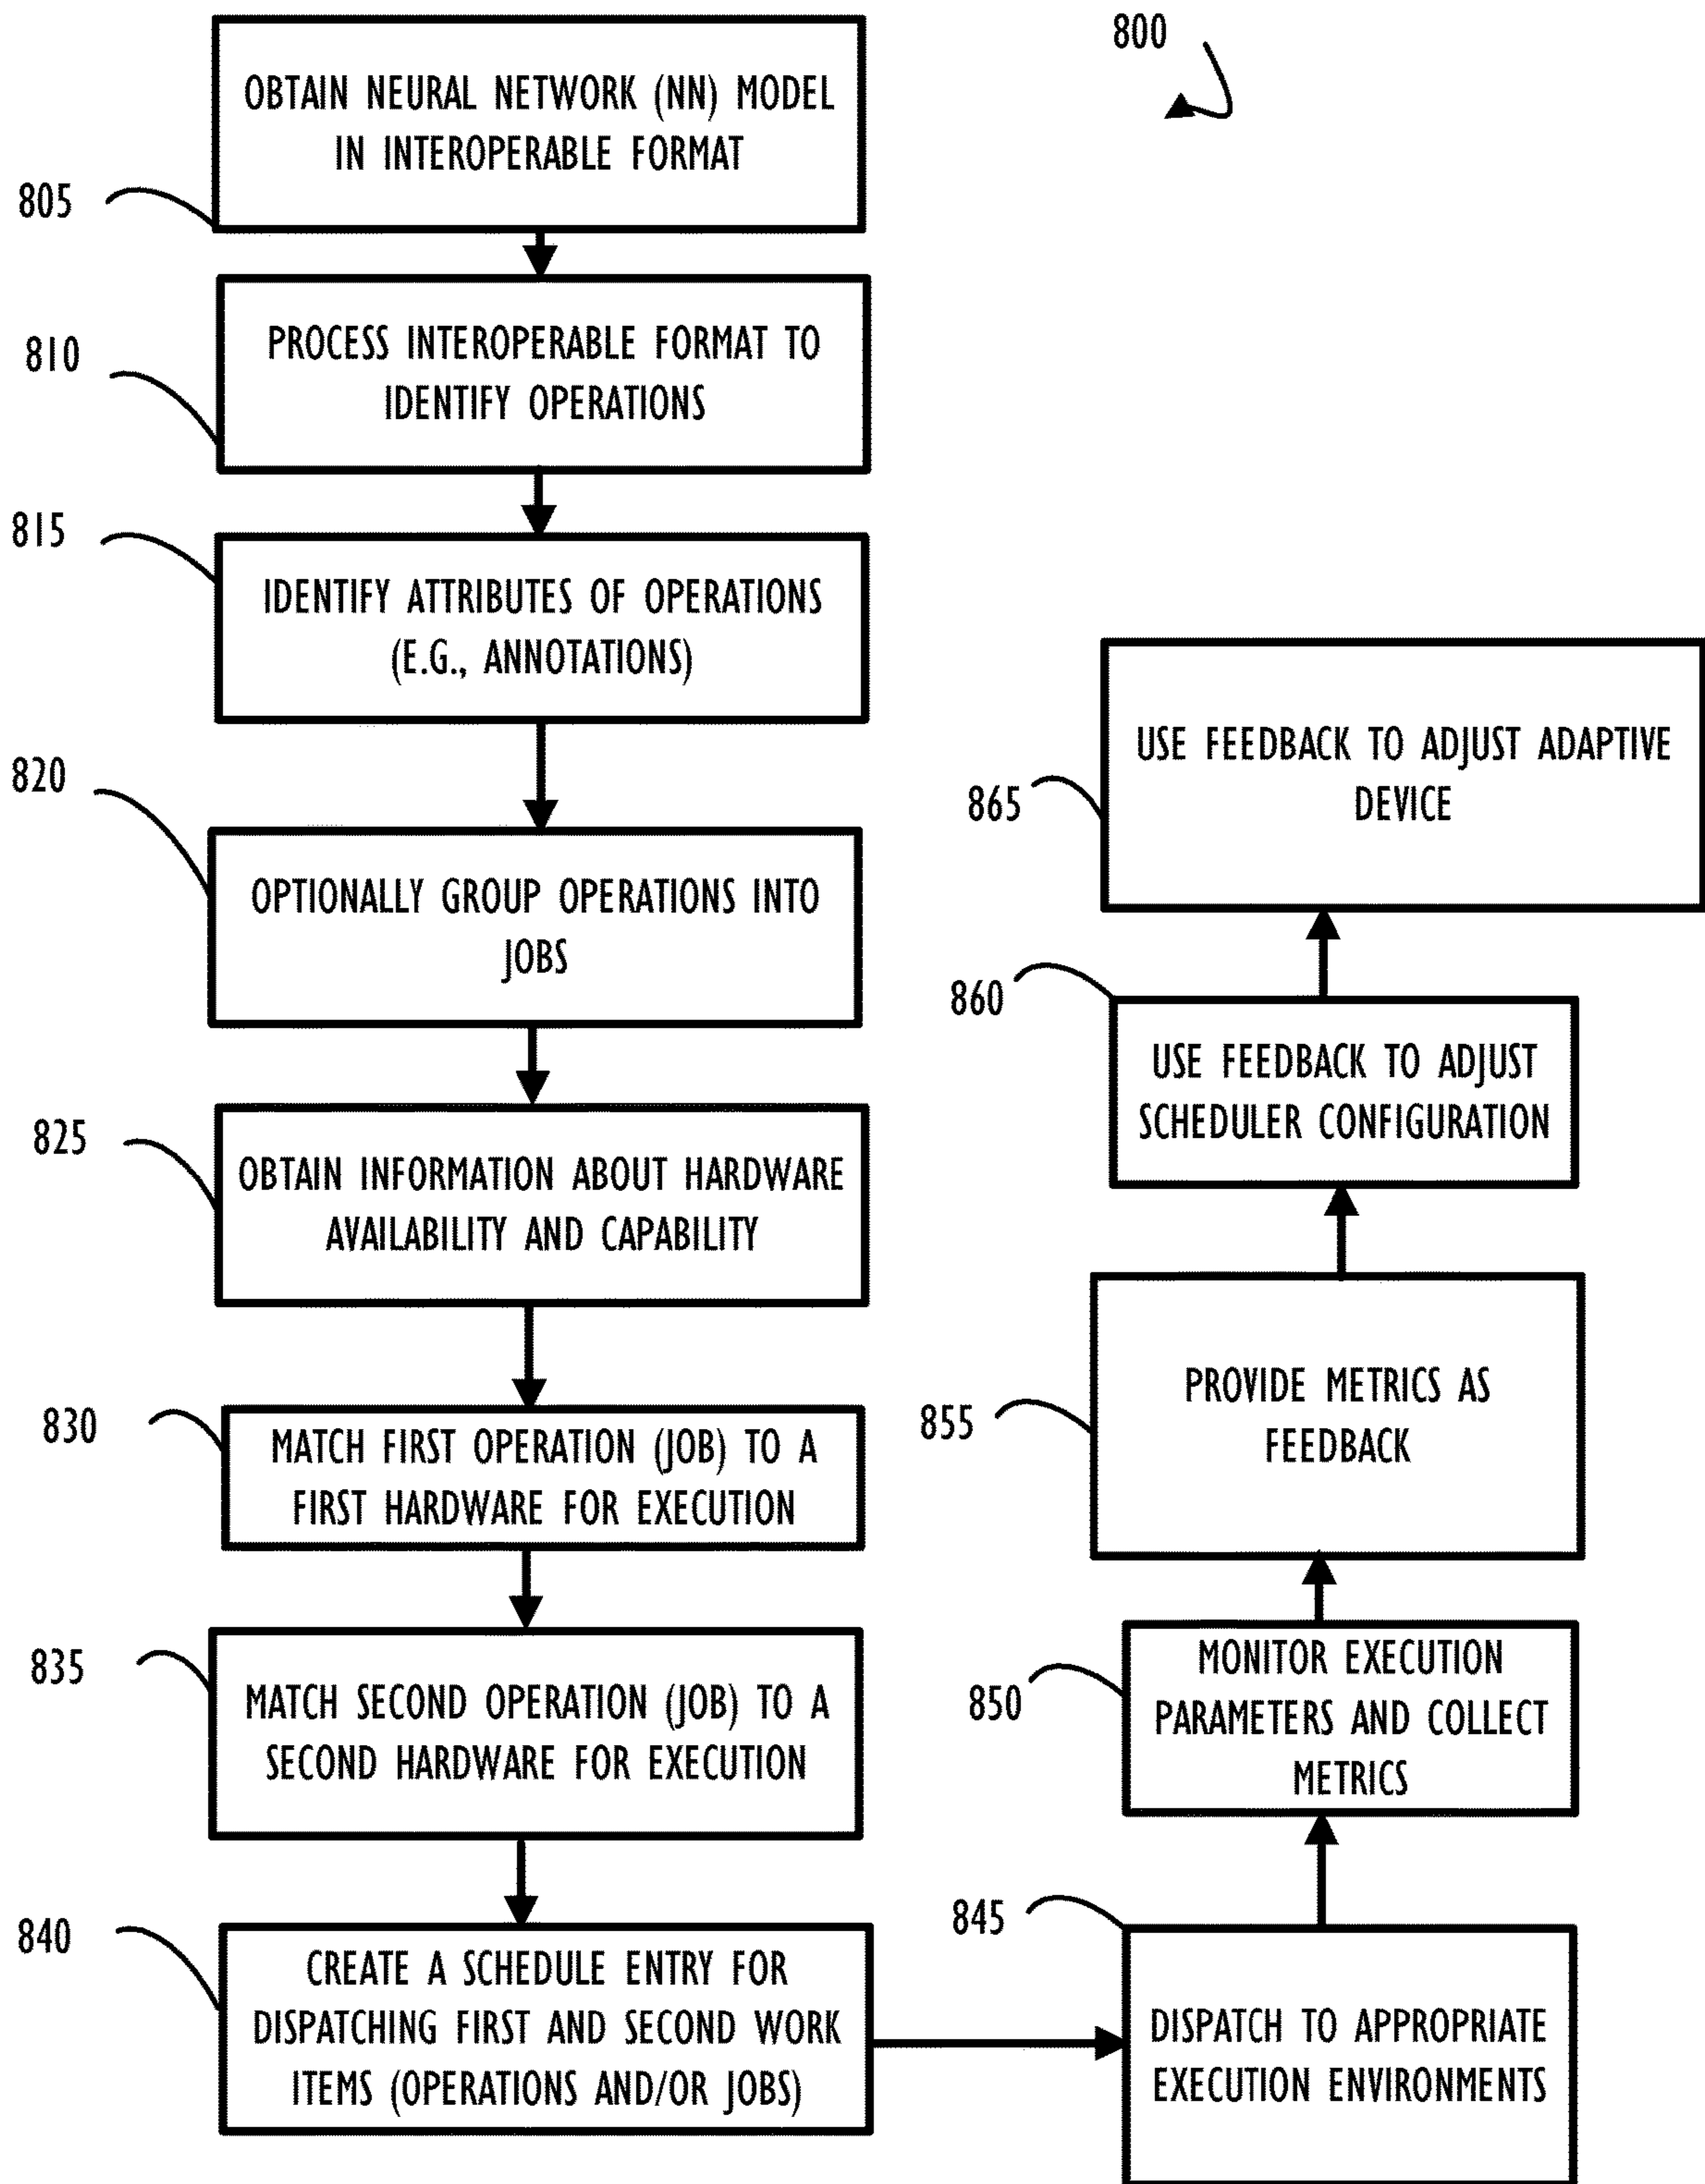 800
OBTAIN NEURAL NETWORK (NN) MODEL
IN INTEROPERABLE FORMAT
805
PROCESS INTEROPERABLE FORMAT TO
IDENTIFY OPERATIONS
810
815
IDENTIFY ATTRIBUTES OF OPERATIONS
(E.G., ANNOTATIONS)
820
OPTIONALLY GROUP OPERATIONS INTO
JOBS
825
OBTAIN INFORMATION ABOUT HARDWARE
AVAILABILITY AND CAPABILITY
830
MATCH FIRST OPERATION (JOB) TO A
FIRST HARDWARE FOR EXECUTION
835
MATCH SECOND OPERATION (JOB) TO A
SECOND HARDWARE FOR EXECUTION
840
CREATE A SCHEDULE ENTRY FOR
DISPATCHING FIRST AND SECOND WORK
ITEMS (OPERATIONS AND/OR JOBS)
845
DISPATCH TO APPROPRIATE
EXECUTION ENVIRONMENTS
850
MONITOR EXECUTION
PARAMETERS AND COLLECT
METRICS
855
PROVIDE METRICS AS
FEEDBACK
860
USE FEEDBACK TO ADJUST
SCHEDULER CONFIGURATION
865
USE FEEDBACK TO ADJUST ADAPTIVE
DEVICE